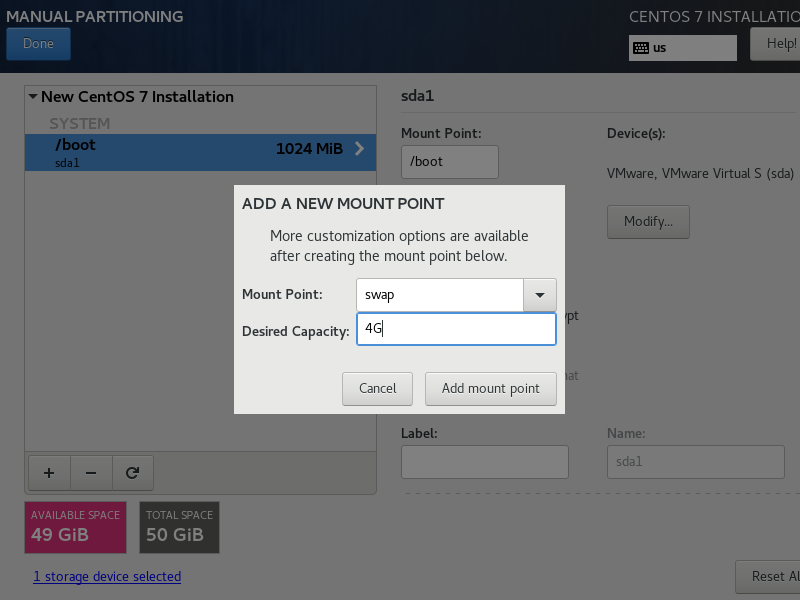 MANUAL PARTITIONING
CENTOS 7 INSTALLATIO
Done
us
Help!
New CentOS 7 Installation
SYSTEM
/boot
1024 MiB
sda1
sda1
Mount Point:
Device(s):
/boot
VMware, VMware Virtual S (sda)
Modify...
ADD A NEW MOUNT POINT
More customization options are available
after creating the mount point below.
Mount Point:
swap
Desired Capacity:
4G
Cancel
Add mount point
ypt
nat
Label:
Name:
sda1
AVAILABLE SPACE
49 GiB
TOTAL SPACE
50 GiB
1 storage device selected
Reset Al